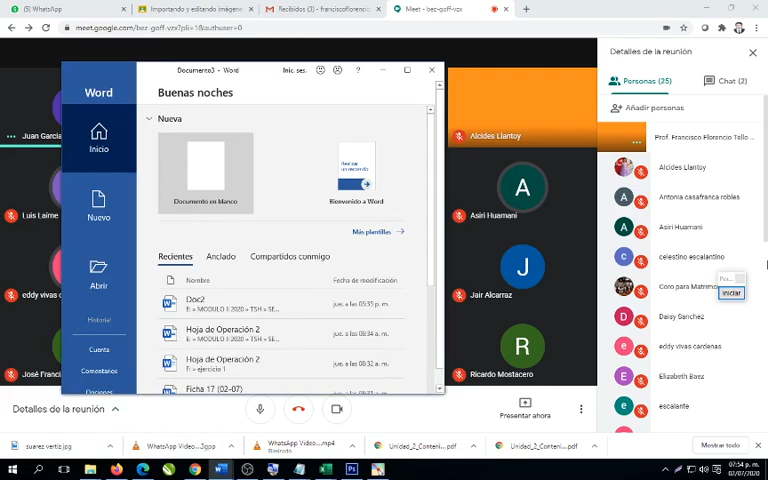 (5) WhatsApp
Importando y editando imágene
Recibidos (3) - franciscoflorenci
Meet - bez-goff-vzx
meet.google.com/bez-goff-vzx?pli=1&authuser=0
Detalles de la reunión
Personas (25)
Chat (2)
Añadir personas
Prof. Francisco Florencio Tello ...
Alcides Llantoy
Antonia casafranca robles
Asiri Huamani
celestino escalantino
Coro para Matrimo
Iniciar
Daisy Sanchez
eddy vivas cardenas
Elizabeth Baez
escalante
Documento3 - Word
Inic. ses.
Word
Buenas noches
Inicio
Nuevo
Abrir
Historial
Cuenta
Comentarios
Opciones
Nueva
Documento en blanco
Realizar
un recorrido
Bienvenido a Word
Más plantillas
Recientes
Anclado
Compartidos conmigo
Nombre
Fecha de modificación
Doc2
F: » MODULO II 2020 » TSH » SE...
jue. a las 05:35 p. m.
Hoja de Operación 2
F: » MODULO II 2020 » TSH » SE...
jue. a las 08:34 a. m.
Hoja de Operación 2
F: » ejercicio 1
jue. a las 08:32 a. m.
Ficha 17 (02-07)
Juan Garcia
Luis Laime
eddy vivas
José Franci
Alcides Llantoy
A
Asiri Huamani
J
Jair Alcarraz
R
Ricardo Mostacero
Detalles de la reunión
Presentar ahora
suarez vertis.jpg
WhatsApp Video....3gpp
WhatsApp Video....mp4
Unidad_2_Conteni....pdf
Unidad_2_Conteni....pdf
Mostrar todo
07:54 p. m.
02/07/2020